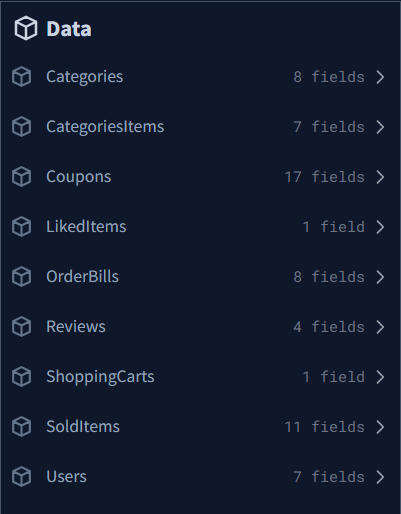 Data
Categories 8 fields
CategoriesItems 7 fields
Coupons 17 fields
LikedItems 1 field
OrderBills 8 fields
Reviews 4 fields
ShoppingCarts 1 field
SoldItems 11 fields
Users 7 fields